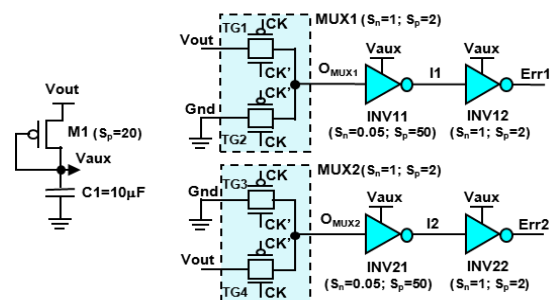 Vout
M1 (Sp=20)
Vaux
C1=10µF
TG1
CK
MUX1 (Sn=1; Sp=2)
Vout
CK'
CK'
Gnd
TG2
CK
OMUX1
Vaux
I1
Vaux
Err1
INV11
(Sn=0.05; Sp=50)
INV12
(Sn=1; Sp=2)
MUX2(Sn=1; Sp=2)
Gnd
TG3
CK
CK'
CK'
Vout
TG4
CK
OMUX2
Vaux
I2
Vaux
Err2
INV21
(Sn=0.05; Sp=50)
INV22
(Sn=1; Sp=2)